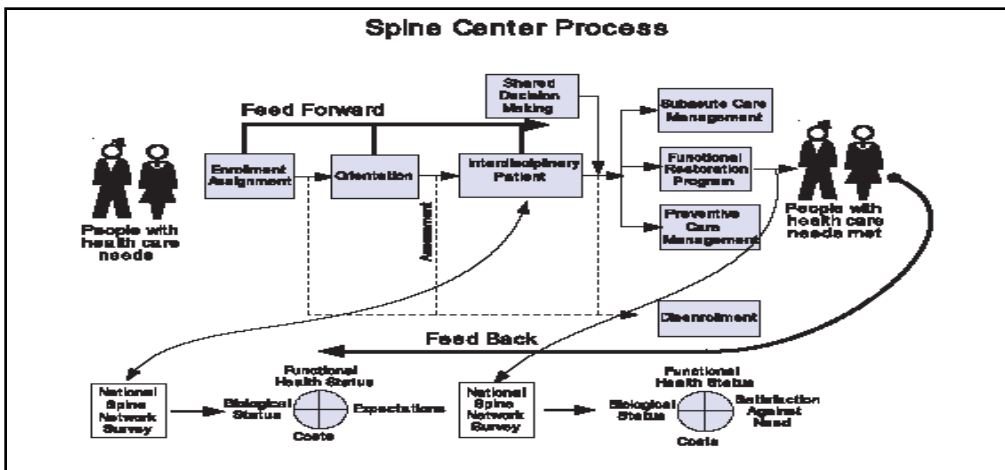 Spine Center Process
Shared
Decision
Making
Feed Forward
Subacute Care
Management
Enrollment
Assignment
Orientation
Interdisciplinary
Patient
Functional
Restoration
Program
People with
health care
needs
Assessment
Preventive
Care
Management
People with
health care
needs met
Disenrollment
Feed Back
National
Spine
Network
Survey
Functional
Health Status
Biological
Status
Expectations
Costs
National
Spine
Network
Survey
Functional
Health Status
Biological
Status
Satisfaction
Against
Need
Costs